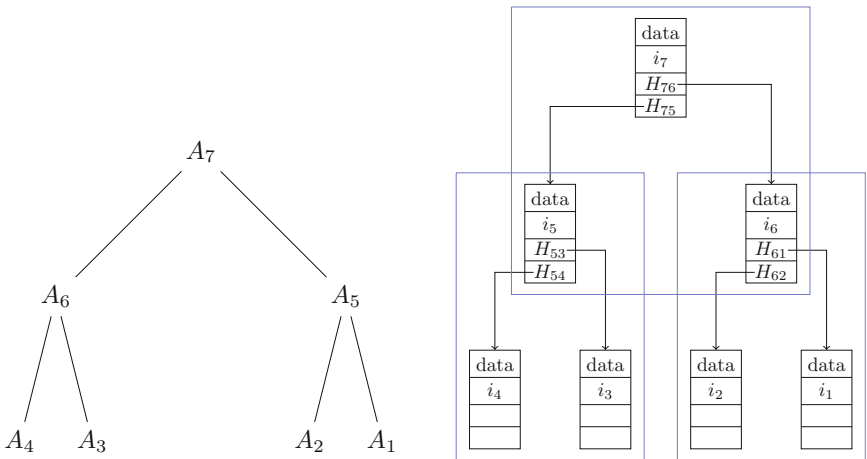 A₇
A₆ A₅
A₄ A₃ A₂ A₁
data
i₇
H₇₆
H₇₅
data data
i₅ i₆
H₅₃ H₆₁
H₅₄ H₆₂
data data data data
i₄ i₃ i₂ i₁